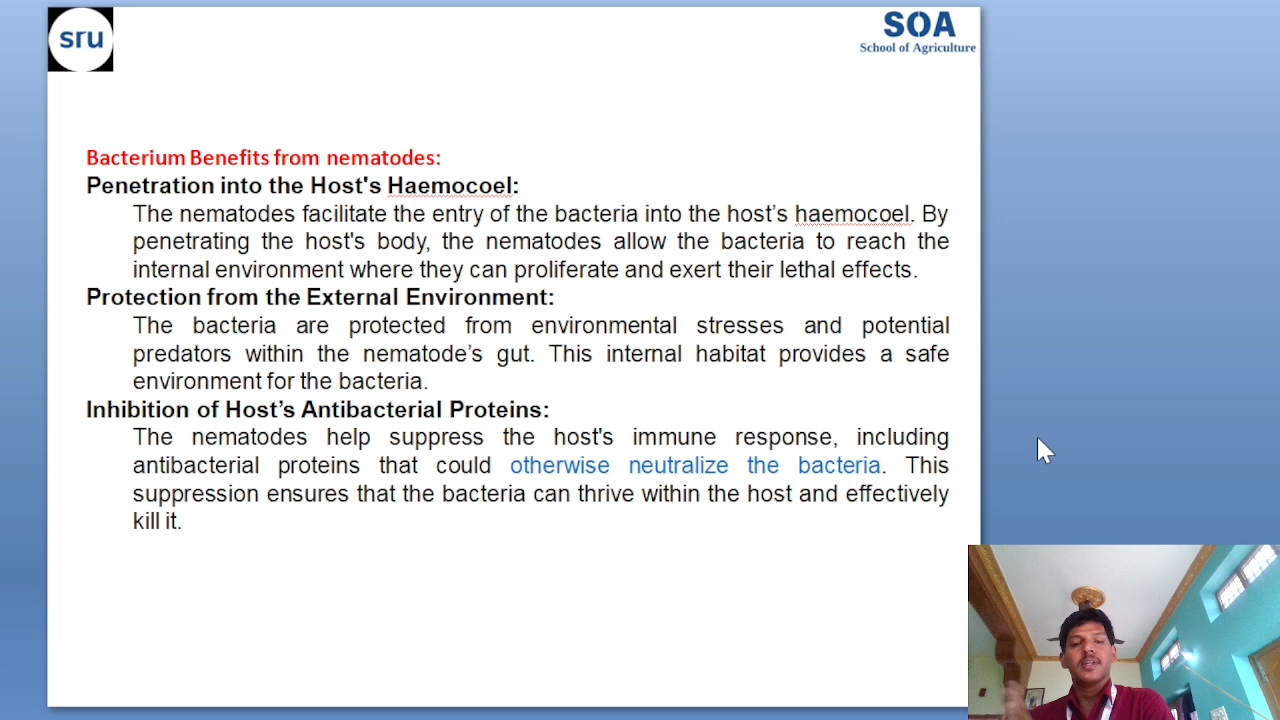 sru
SOA
School of Agriculture
Bacterium Benefits from nematodes:
Penetration into the Host's Haemocoel:
The nematodes facilitate the entry of the bacteria into the host’s haemocoel. By
penetrating the host's body, the nematodes allow the bacteria to reach the
internal environment where they can proliferate and exert their lethal effects.
Protection from the External Environment:
The bacteria are protected from environmental stresses and potential
predators within the nematode’s gut. This internal habitat provides a safe
environment for the bacteria.
Inhibition of Host’s Antibacterial Proteins:
The nematodes help suppress the host's immune response, including
antibacterial proteins that could otherwise neutralize the bacteria. This
suppression ensures that the bacteria can thrive within the host and effectively
kill it.